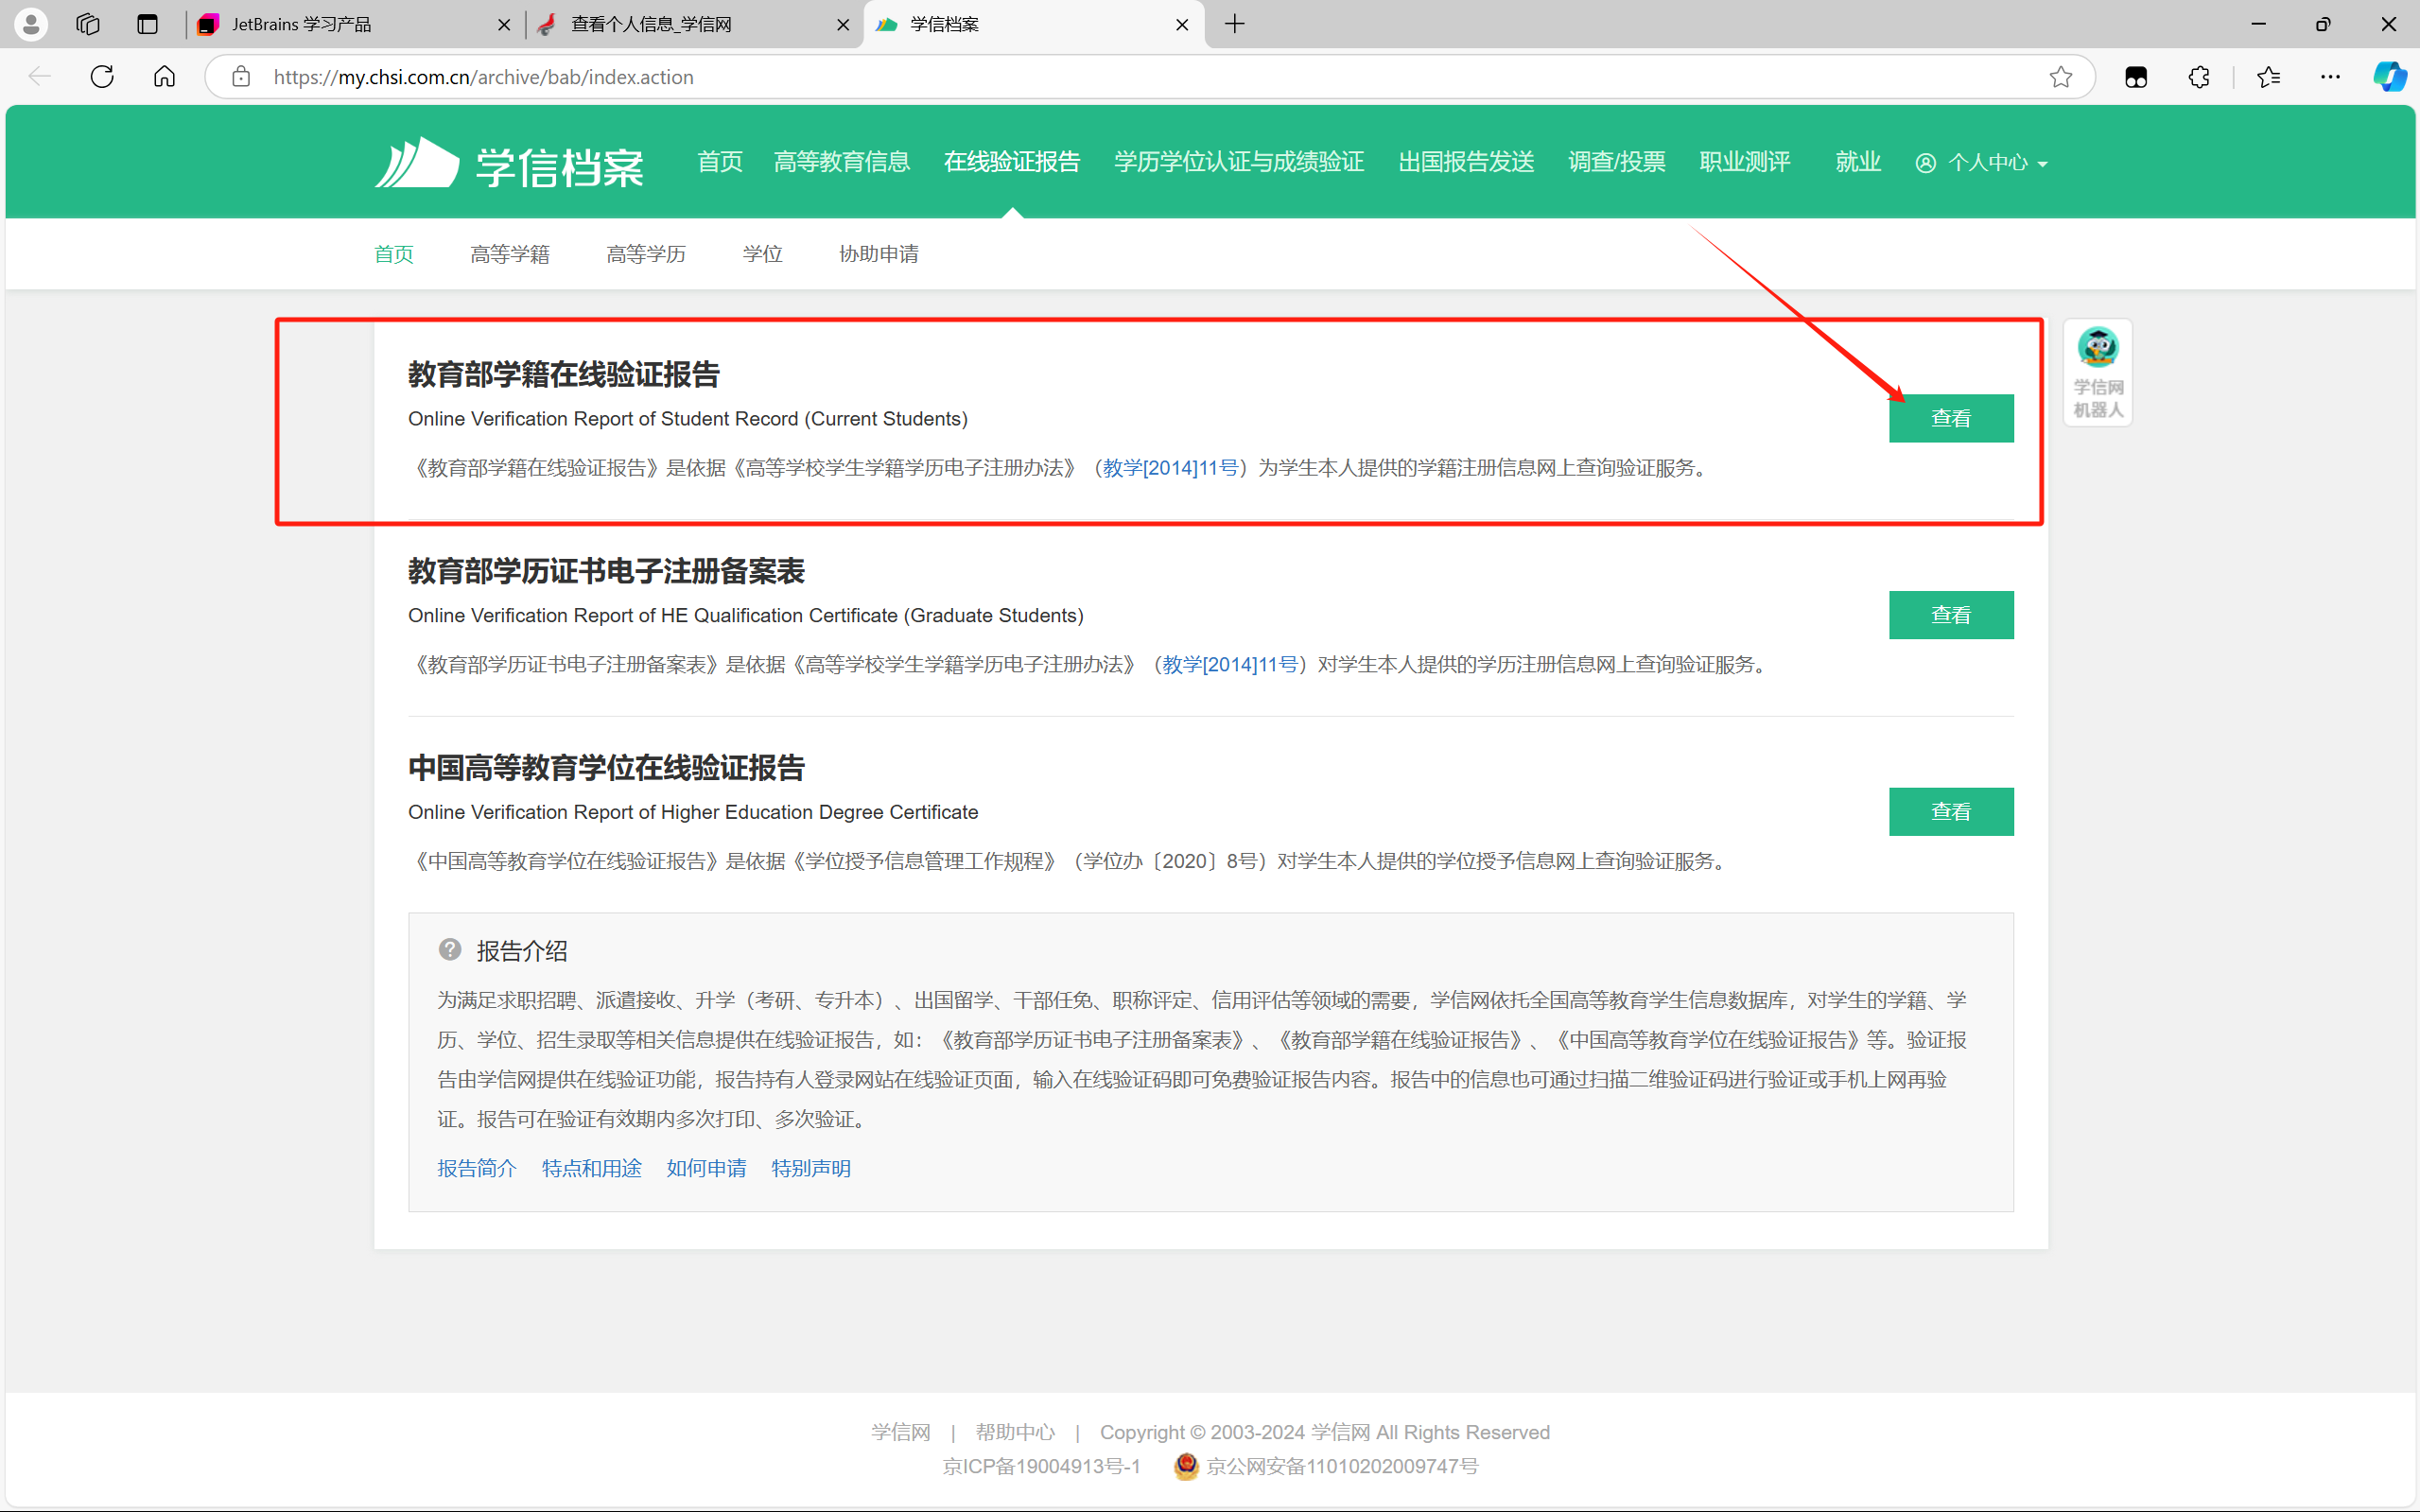 JetBrains 学习产品
查看个人信息_学信网
学信档案
https://my.chsi.com.cn/archive/bab/index.action
学信档案
首页 高等教育信息 在线验证报告 学历学位认证与成绩验证 出国报告发送 调查/投票 职业测评 就业 个人中心
首页 高等学籍 高等学历 学位 协助申请
教育部学籍在线验证报告
Online Verification Report of Student Record (Current Students)
查看
《教育部学籍在线验证报告》是依据《高等学校学生学籍学历电子注册办法》（教学[2014]11号）为学生本人提供的学籍注册信息网上查询验证服务。
学信网
机器人
教育部学历证书电子注册备案表
Online Verification Report of HE Qualification Certificate (Graduate Students)
查看
《教育部学历证书电子注册备案表》是依据《高等学校学生学籍学历电子注册办法》（教学[2014]11号）对学生本人提供的学历注册信息网上查询验证服务。
中国高等教育学位在线验证报告
Online Verification Report of Higher Education Degree Certificate
查看
《中国高等教育学位在线验证报告》是依据《学位授予信息管理工作规程》（学位办〔2020〕8号）对学生本人提供的学位授予信息网上查询验证服务。
报告介绍
为满足求职招聘、派遣接收、升学（考研、专升本）、出国留学、干部任免、职称评定、信用评估等领域的需要，学信网依托全国高等教育学生信息数据库，对学生的学籍、学
历、学位、招生录取等相关信息提供在线验证报告，如：《教育部学历证书电子注册备案表》、《教育部学籍在线验证报告》、《中国高等教育学位在线验证报告》等。验证报
告由学信网提供在线验证功能，报告持有人登录网站在线验证页面，输入在线验证码即可免费验证报告内容。报告中的信息也可通过扫描二维验证码进行验证或手机上网再验
证。报告可在验证有效期内多次打印、多次验证。
报告简介 特点和用途 如何申请 特别声明
学信网 | 帮助中心 | Copyright © 2003-2024 学信网 All Rights Reserved
京ICP备19004913号-1 京公网安备11010202009747号